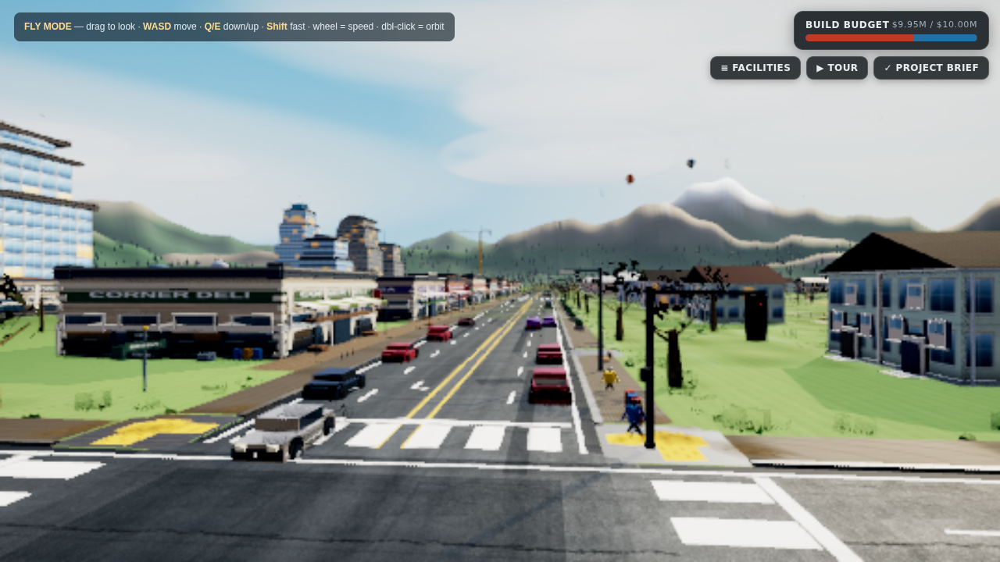 FLY MODE — drag to look · WASD move · Q/E down/up · Shift fast · wheel = speed · dbl-click = orbit
BUILD BUDGET $9.95M / $10.00M
≡ FACILITIES
▶ TOUR
✓ PROJECT BRIEF
CORNER DELI